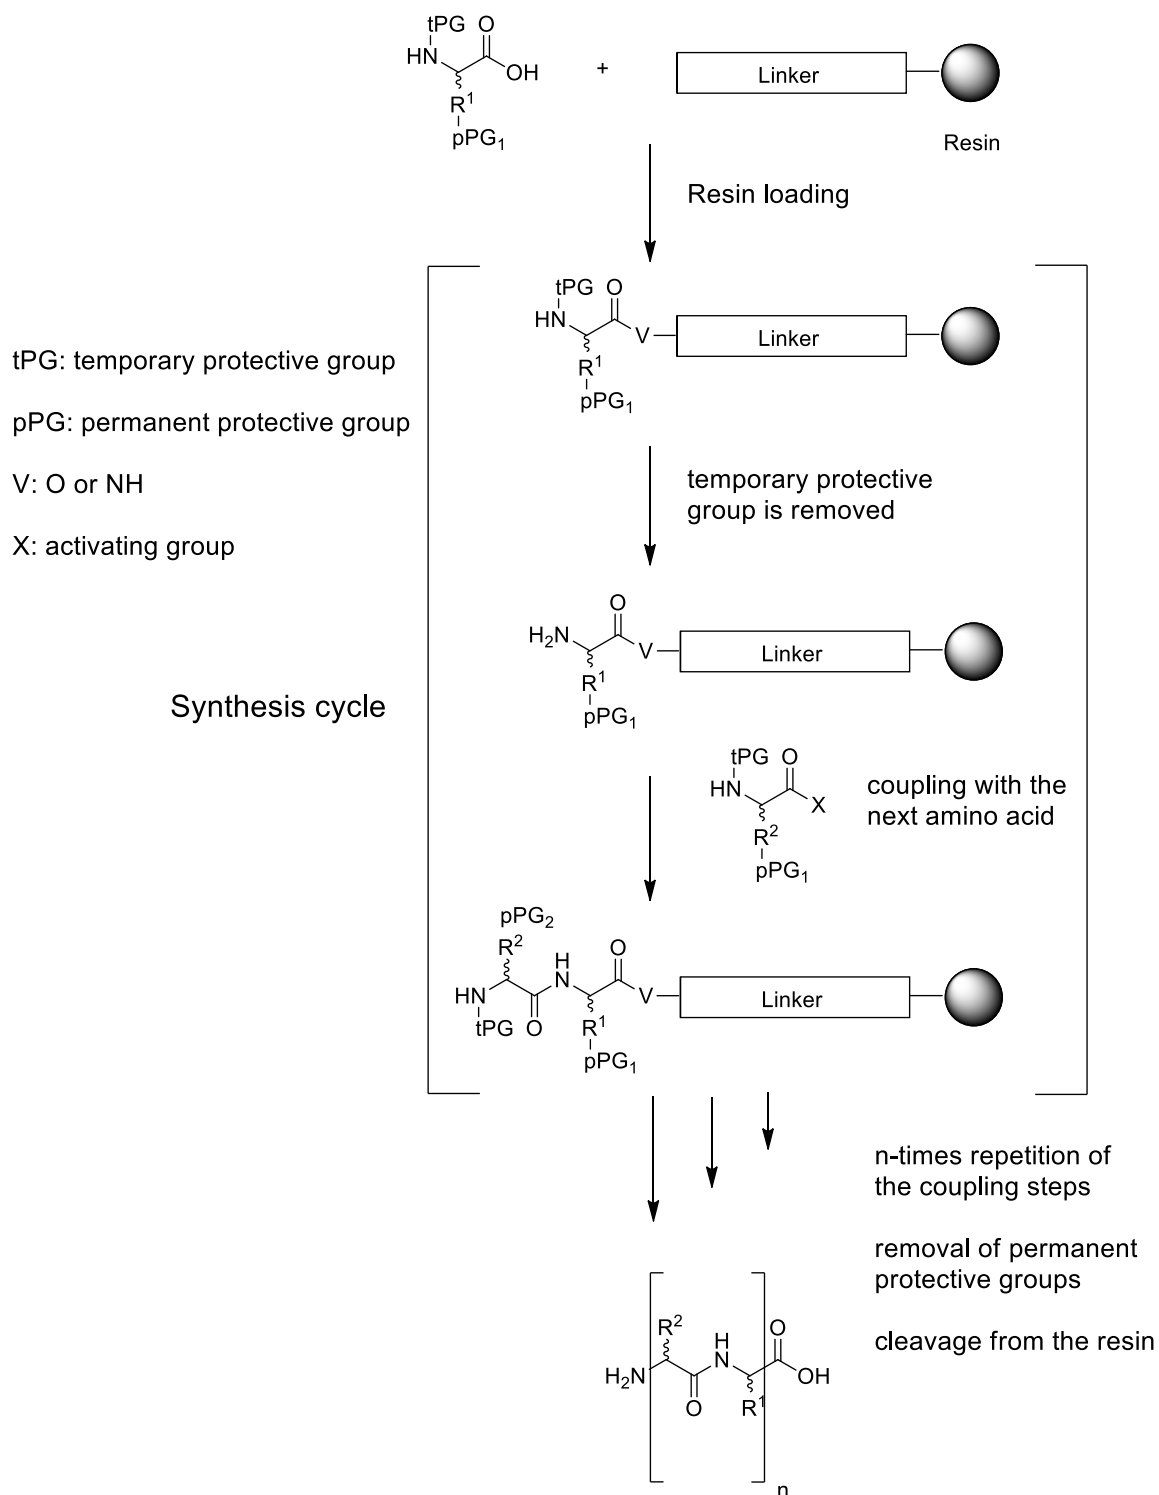 tPG
O
HN
OH
R¹
pPG₁
+
Linker
Resin
Resin loading
tPG
O
HN
V
Linker
R¹
pPG₁
tPG: temporary protective group
pPG: permanent protective group
V: O or NH
X: activating group
temporary protective
group is removed
O
H₂N
V
Linker
R¹
pPG₁
Synthesis cycle
tPG
O
HN
X
R²
pPG₁
coupling with the
next amino acid
pPG₂
R²
H
N
O
HN
V
Linker
tPG
O
R¹
pPG₁
n-times repetition of
the coupling steps
removal of permanent
protective groups
cleavage from the resin
R²
H
N
O
H₂N
OH
O
R¹
n